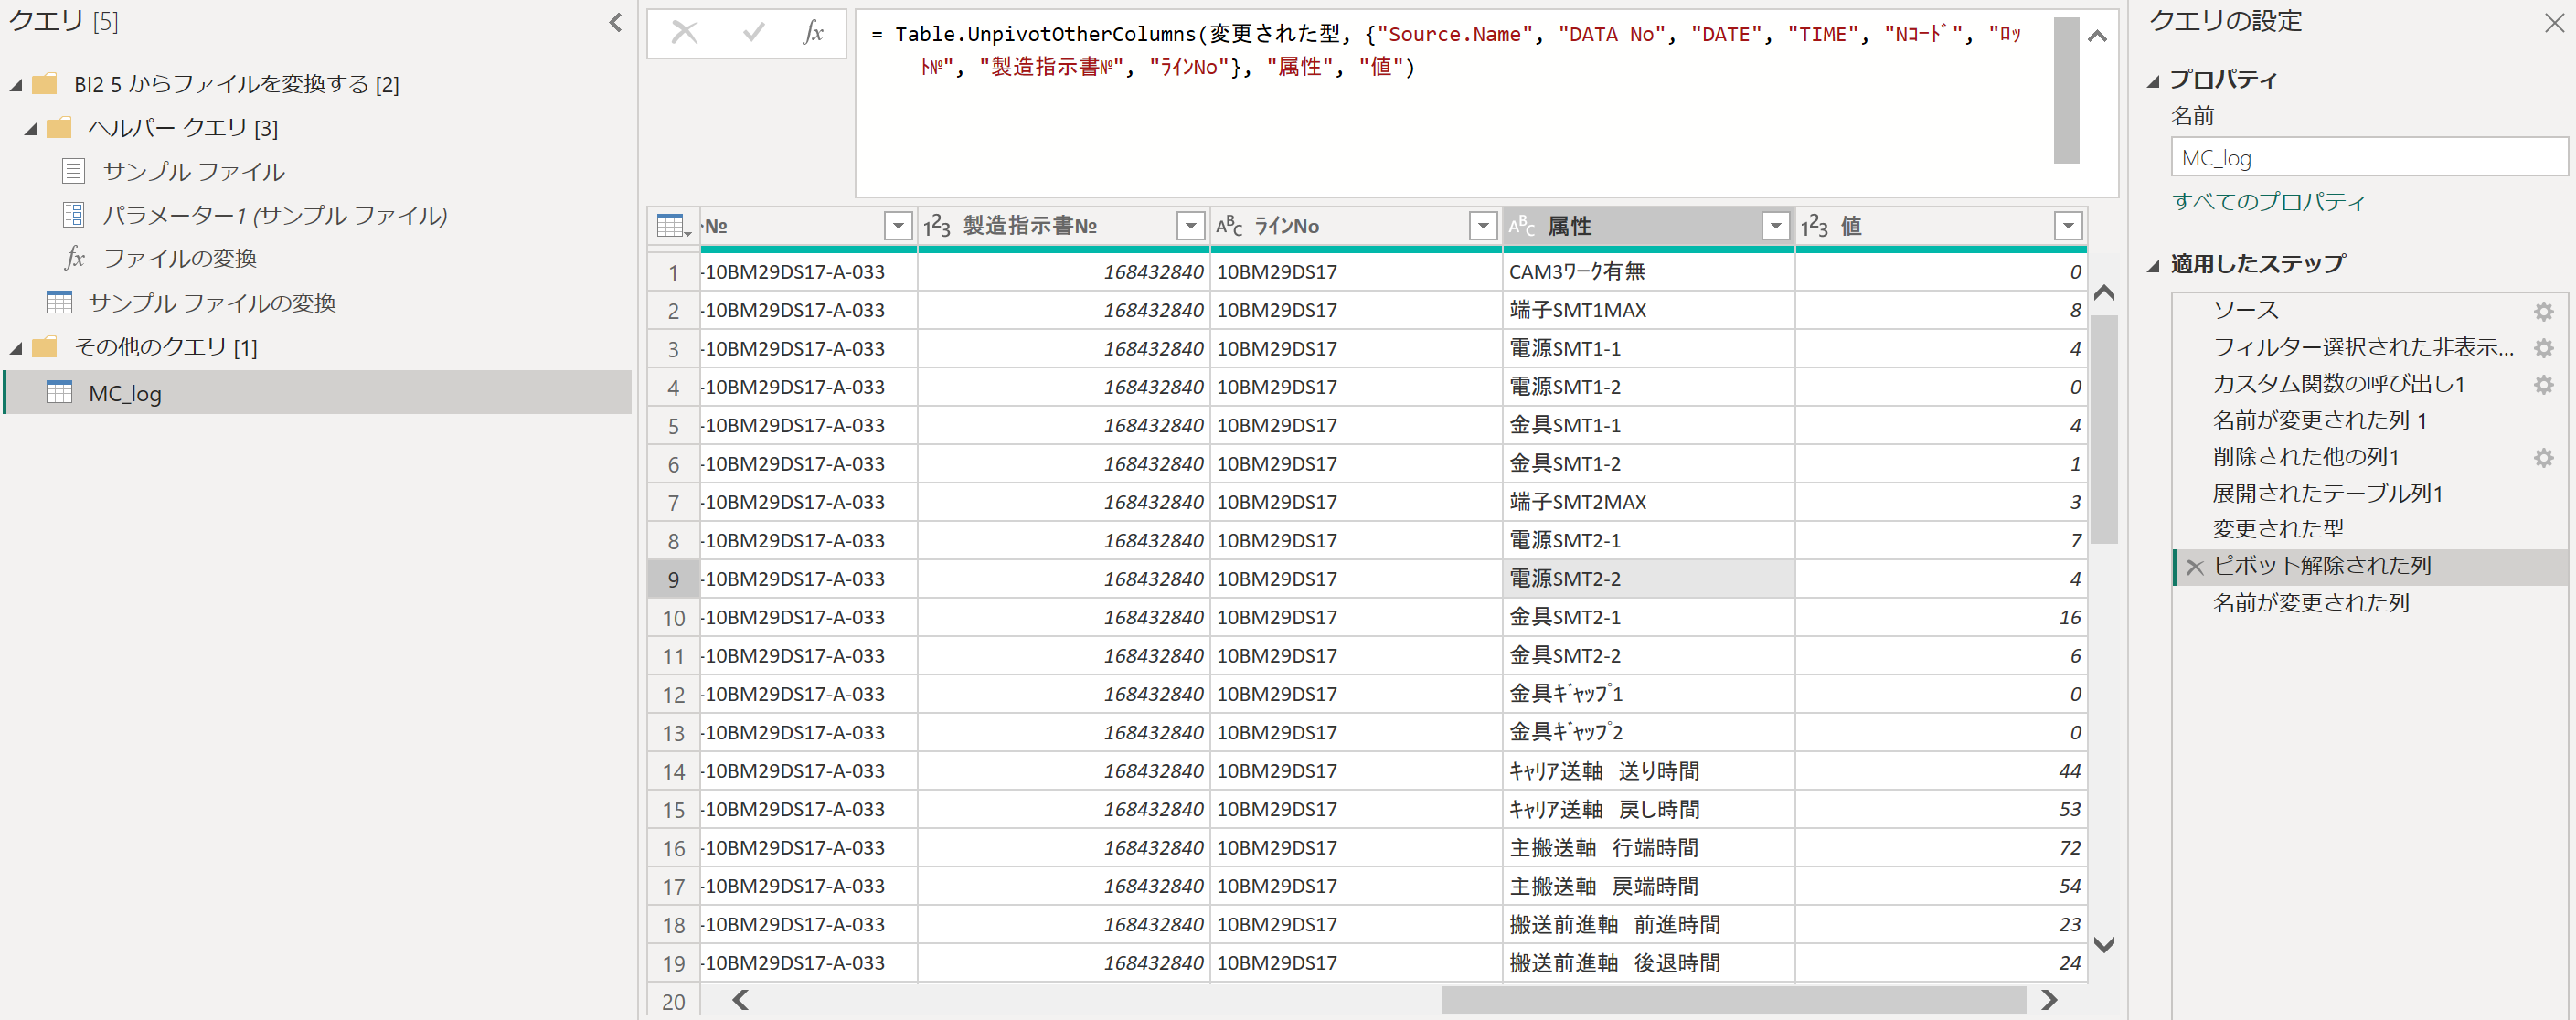 クエリ [5]
BI2 5 からファイルを変換する [2]
ヘルパー クエリ [3]
サンプル ファイル
パラメーター1 (サンプル ファイル)
fx ファイルの変換
サンプル ファイルの変換
その他のクエリ [1]
MC_log
fx
= Table.UnpivotOtherColumns(変更された型, {"Source.Name", "DATA No", "DATE", "TIME", "Nｺｰﾄﾞ", "ﾛｯ
ﾄ№", "製造指示書№", "ﾗｲﾝNo"}, "属性", "値")
№ 123 製造指示書№ ABC ﾗｲﾝNo ABC 属性 123 値
1 -10BM29DS17-A-033 168432840 10BM29DS17 CAM3ﾜｰｸ有無 0
2 -10BM29DS17-A-033 168432840 10BM29DS17 端子SMT1MAX 8
3 -10BM29DS17-A-033 168432840 10BM29DS17 電源SMT1-1 4
4 -10BM29DS17-A-033 168432840 10BM29DS17 電源SMT1-2 0
5 -10BM29DS17-A-033 168432840 10BM29DS17 金具SMT1-1 4
6 -10BM29DS17-A-033 168432840 10BM29DS17 金具SMT1-2 1
7 -10BM29DS17-A-033 168432840 10BM29DS17 端子SMT2MAX 3
8 -10BM29DS17-A-033 168432840 10BM29DS17 電源SMT2-1 7
9 -10BM29DS17-A-033 168432840 10BM29DS17 電源SMT2-2 4
10 -10BM29DS17-A-033 168432840 10BM29DS17 金具SMT2-1 16
11 -10BM29DS17-A-033 168432840 10BM29DS17 金具SMT2-2 6
12 -10BM29DS17-A-033 168432840 10BM29DS17 金具ｷﾞｬｯﾌﾟ1 0
13 -10BM29DS17-A-033 168432840 10BM29DS17 金具ｷﾞｬｯﾌﾟ2 0
14 -10BM29DS17-A-033 168432840 10BM29DS17 ｷｬﾘｱ送軸　送り時間 44
15 -10BM29DS17-A-033 168432840 10BM29DS17 ｷｬﾘｱ送軸　戻し時間 53
16 -10BM29DS17-A-033 168432840 10BM29DS17 主搬送軸　行端時間 72
17 -10BM29DS17-A-033 168432840 10BM29DS17 主搬送軸　戻端時間 54
18 -10BM29DS17-A-033 168432840 10BM29DS17 搬送前進軸　前進時間 23
19 -10BM29DS17-A-033 168432840 10BM29DS17 搬送前進軸　後退時間 24
20
クエリの設定
プロパティ
名前
MC_log
すべてのプロパティ
適用したステップ
ソース
フィルター選択された非表示...
カスタム関数の呼び出し1
名前が変更された列 1
削除された他の列1
展開されたテーブル列1
変更された型
ピボット解除された列
名前が変更された列